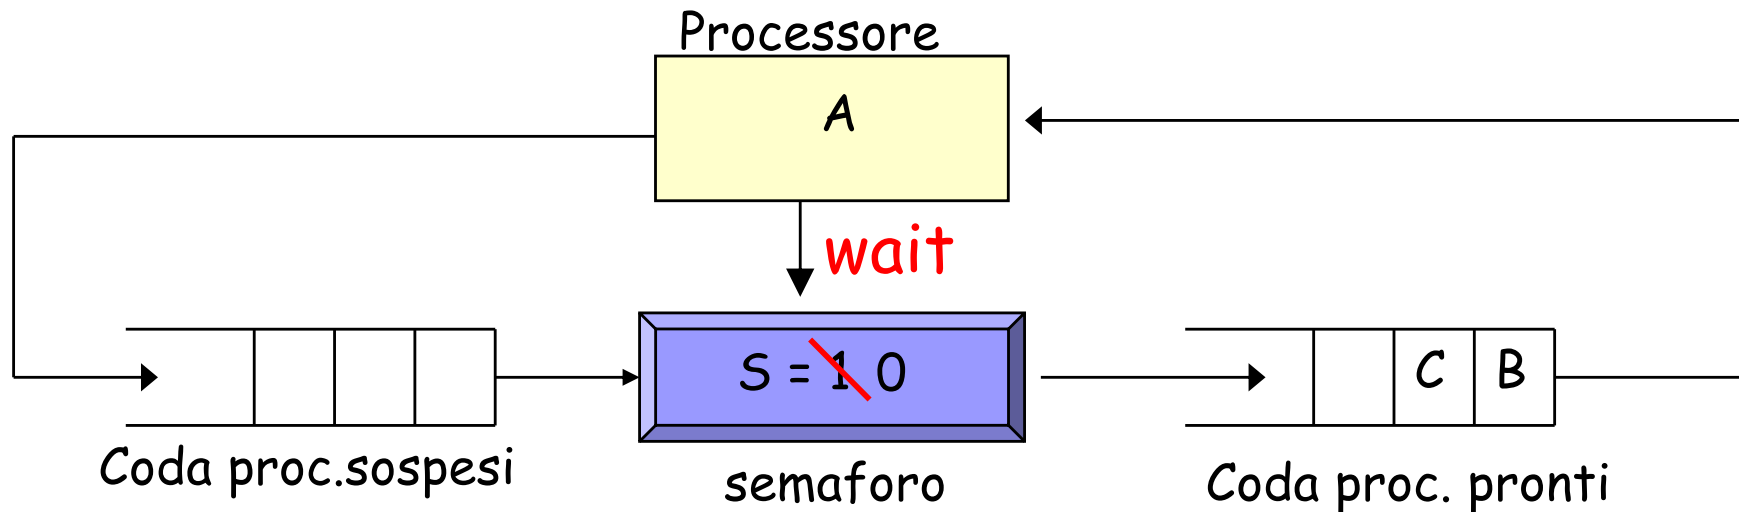 Processore
A
wait
S = 1 0
C B
Coda proc.sospesi
semaforo
Coda proc. pronti